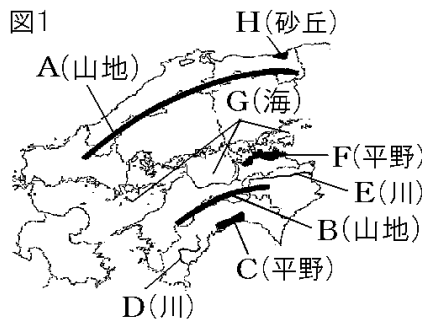 図1
H(砂丘)
A(山地)
G(海)
F(平野)
E(川)
B(山地)
C(平野)
D(川)